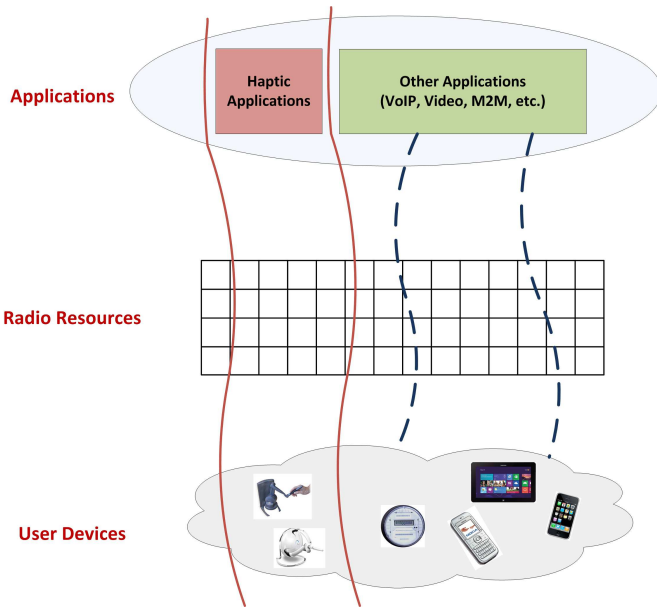 Applications
Haptic
Applications
Other Applications
(VoIP, Video, M2M, etc.)
Radio Resources
User Devices